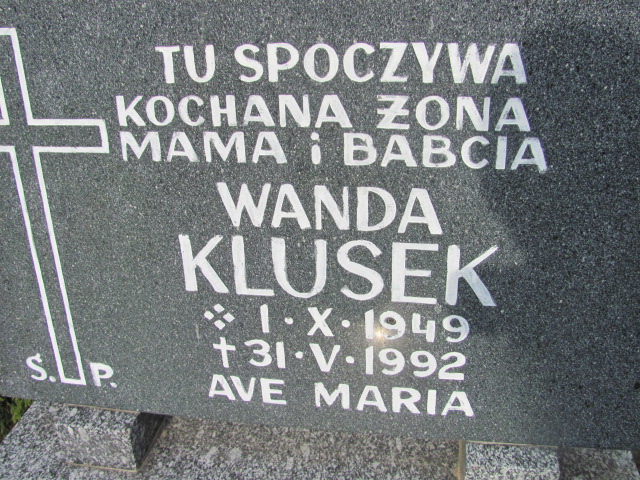 TU SPOCZYWA
KOCHANA ŻONA
MAMA i BABCIA
WANDA
KLUSEK
1·X·1949
†31·V·1992
AVE MARIA
Ś. P.